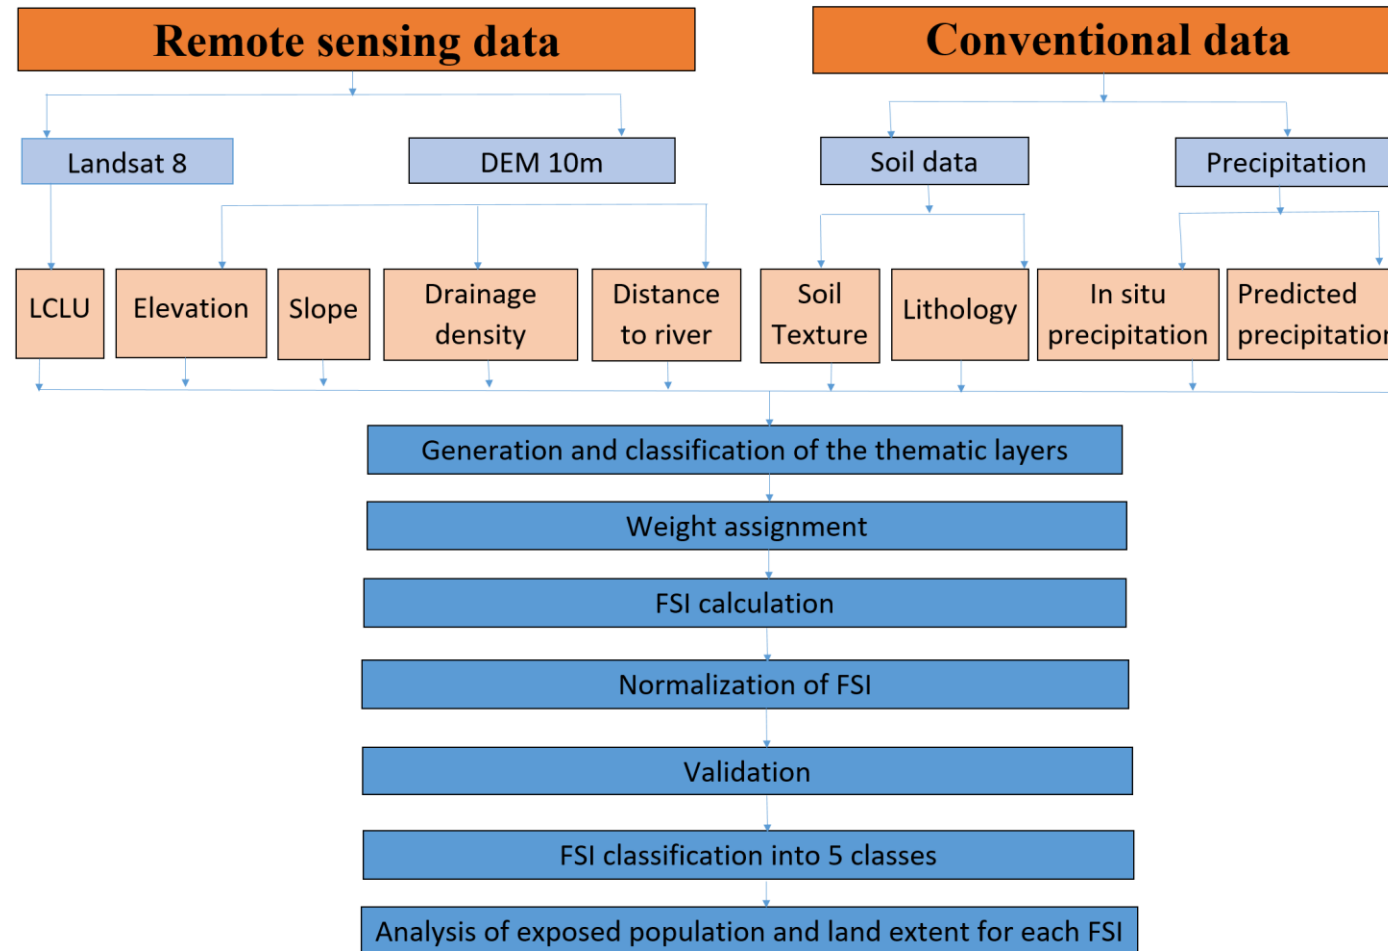 Remote sensing data
Conventional data
Landsat 8
DEM 10m
Soil data
Precipitation
LCLU
Elevation
Slope
Drainage
density
Distance
to river
Soil
Texture
Lithology
In situ
precipitation
Predicted
precipitation
Generation and classification of the thematic layers
Weight assignment
FSI calculation
Normalization of FSI
Validation
FSI classification into 5 classes
Analysis of exposed population and land extent for each FSI